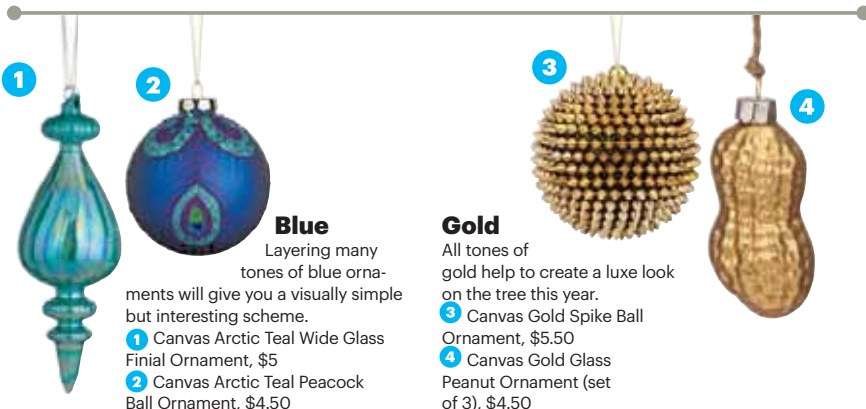 1
2
Blue
Layering many
tones of blue orna-
ments will give you a visually simple
but interesting scheme.
1 Canvas Arctic Teal Wide Glass
Finial Ornament, $5
2 Canvas Arctic Teal Peacock
Ball Ornament, $4.50
3
4
Gold
All tones of
gold help to create a luxe look
on the tree this year.
3 Canvas Gold Spike Ball
Ornament, $5.50
4 Canvas Gold Glass
Peanut Ornament (set
of 3), $4.50